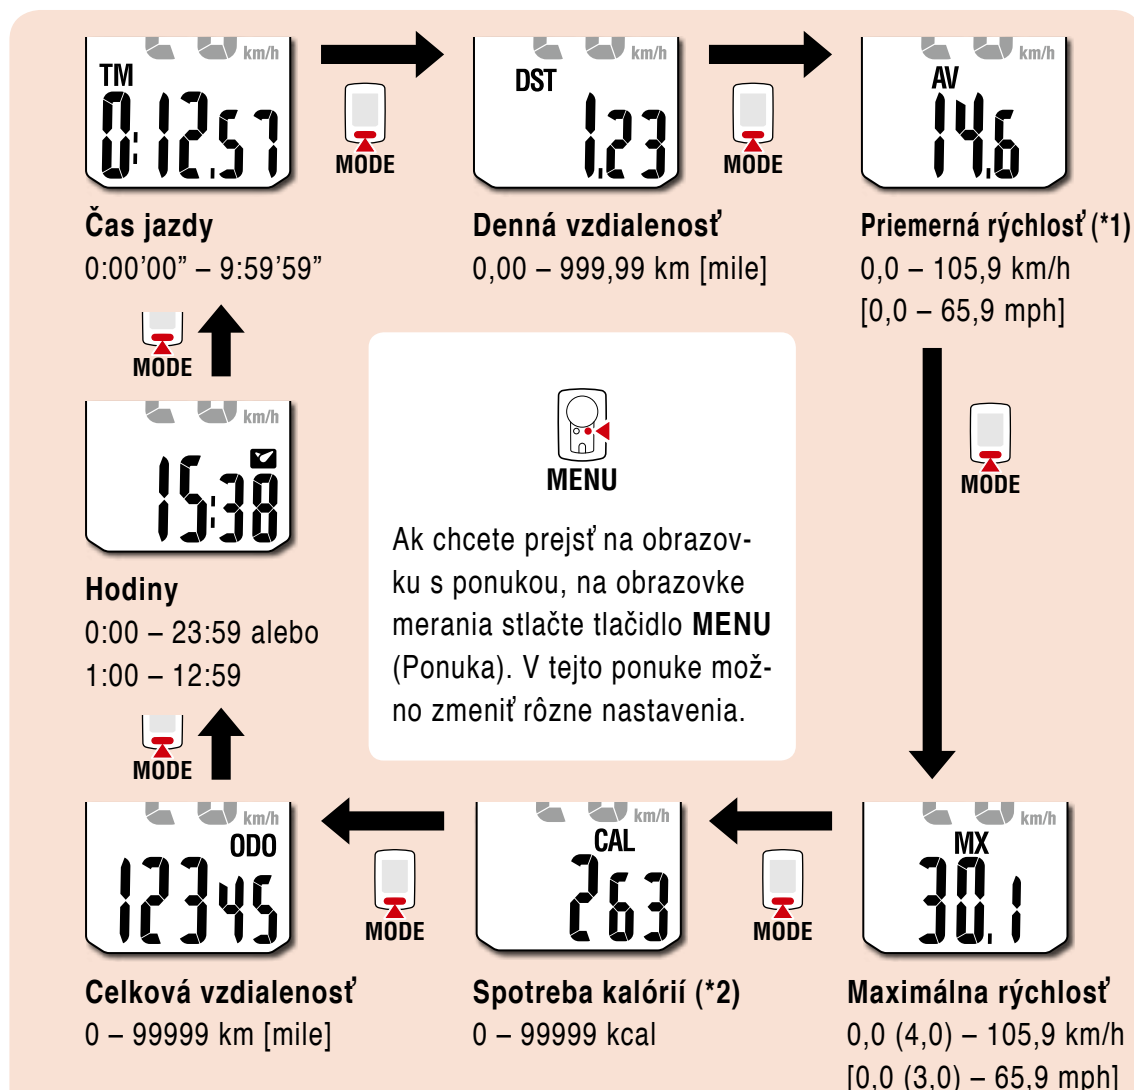 km/h
TM
0:12.57
MODE
Čas jazdy
0:00’00” – 9:59’59”
km/h
DST
1.23
MODE
Denná vzdialenosť
0,00 – 999,99 km [mile]
km/h
AV
14.6
Priemerná rýchlosť (*1)
0,0 – 105,9 km/h
[0,0 – 65,9 mph]
MODE
MODE
km/h
15:38
Hodiny
0:00 – 23:59 alebo
1:00 – 12:59
MODE
MENU
Ak chcete prejsť na obrazov-
ku s ponukou, na obrazovke
merania stlačte tlačidlo MENU
(Ponuka). V tejto ponuke mož-
no zmeniť rôzne nastavenia.
km/h
ODO
12345
MODE
Celková vzdialenosť
0 – 99999 km [mile]
km/h
CAL
263
MODE
Spotreba kalórií (*2)
0 – 99999 kcal
km/h
MX
30.1
Maximálna rýchlosť
0,0 (4,0) – 105,9 km/h
[0,0 (3,0) – 65,9 mph]